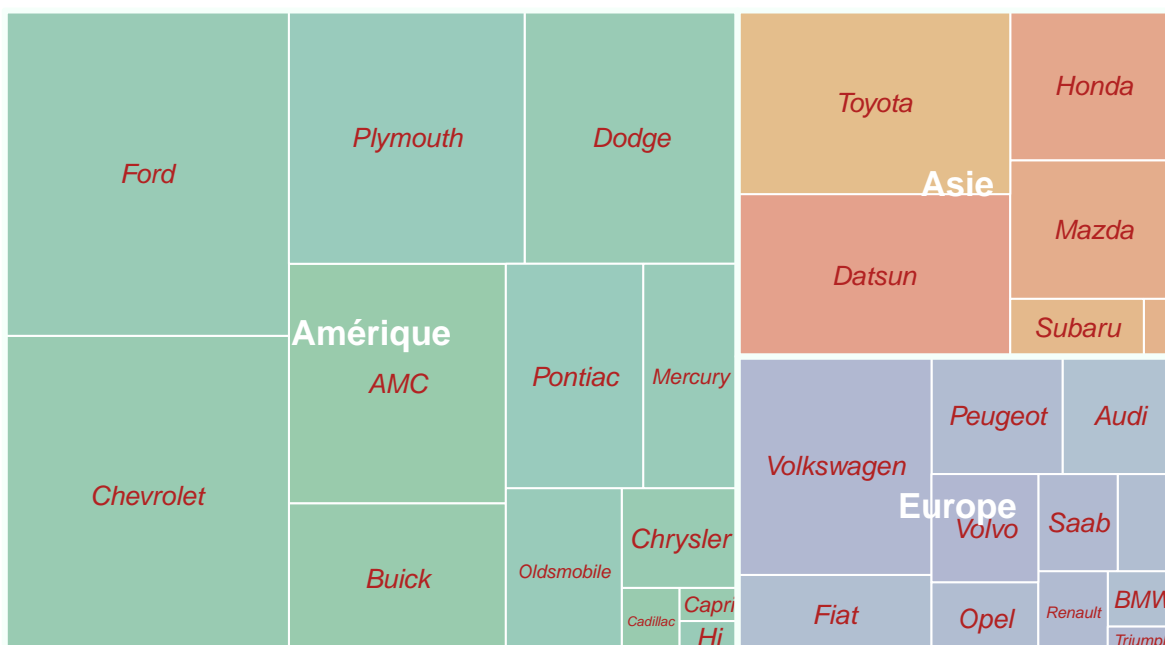 Ford
Plymouth
Dodge
Toyota
Honda
Asie
Mazda
Datsun
Subaru
Amérique
AMC
Pontiac
Mercury
Chevrolet
Buick
Oldsmobile
Chrysler
Cadillac
Capri
Hi
Volkswagen
Peugeot
Audi
Europe
Volvo
Saab
Fiat
Opel
Renault
BMW
Triumph